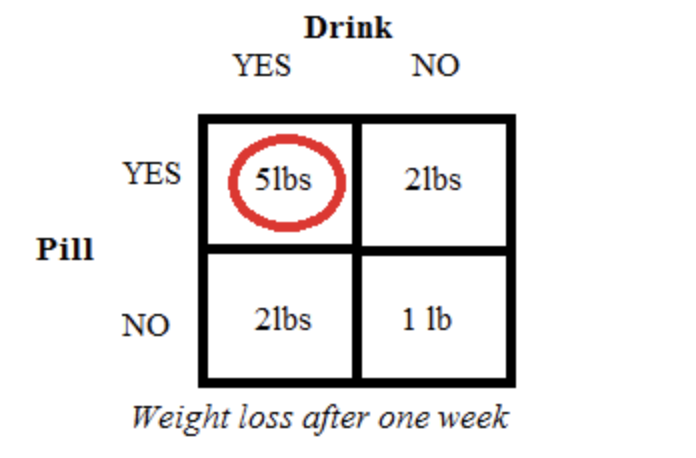 Drink
YES NO
YES 5lbs 2lbs
Pill
NO 2lbs 1 lb
Weight loss after one week